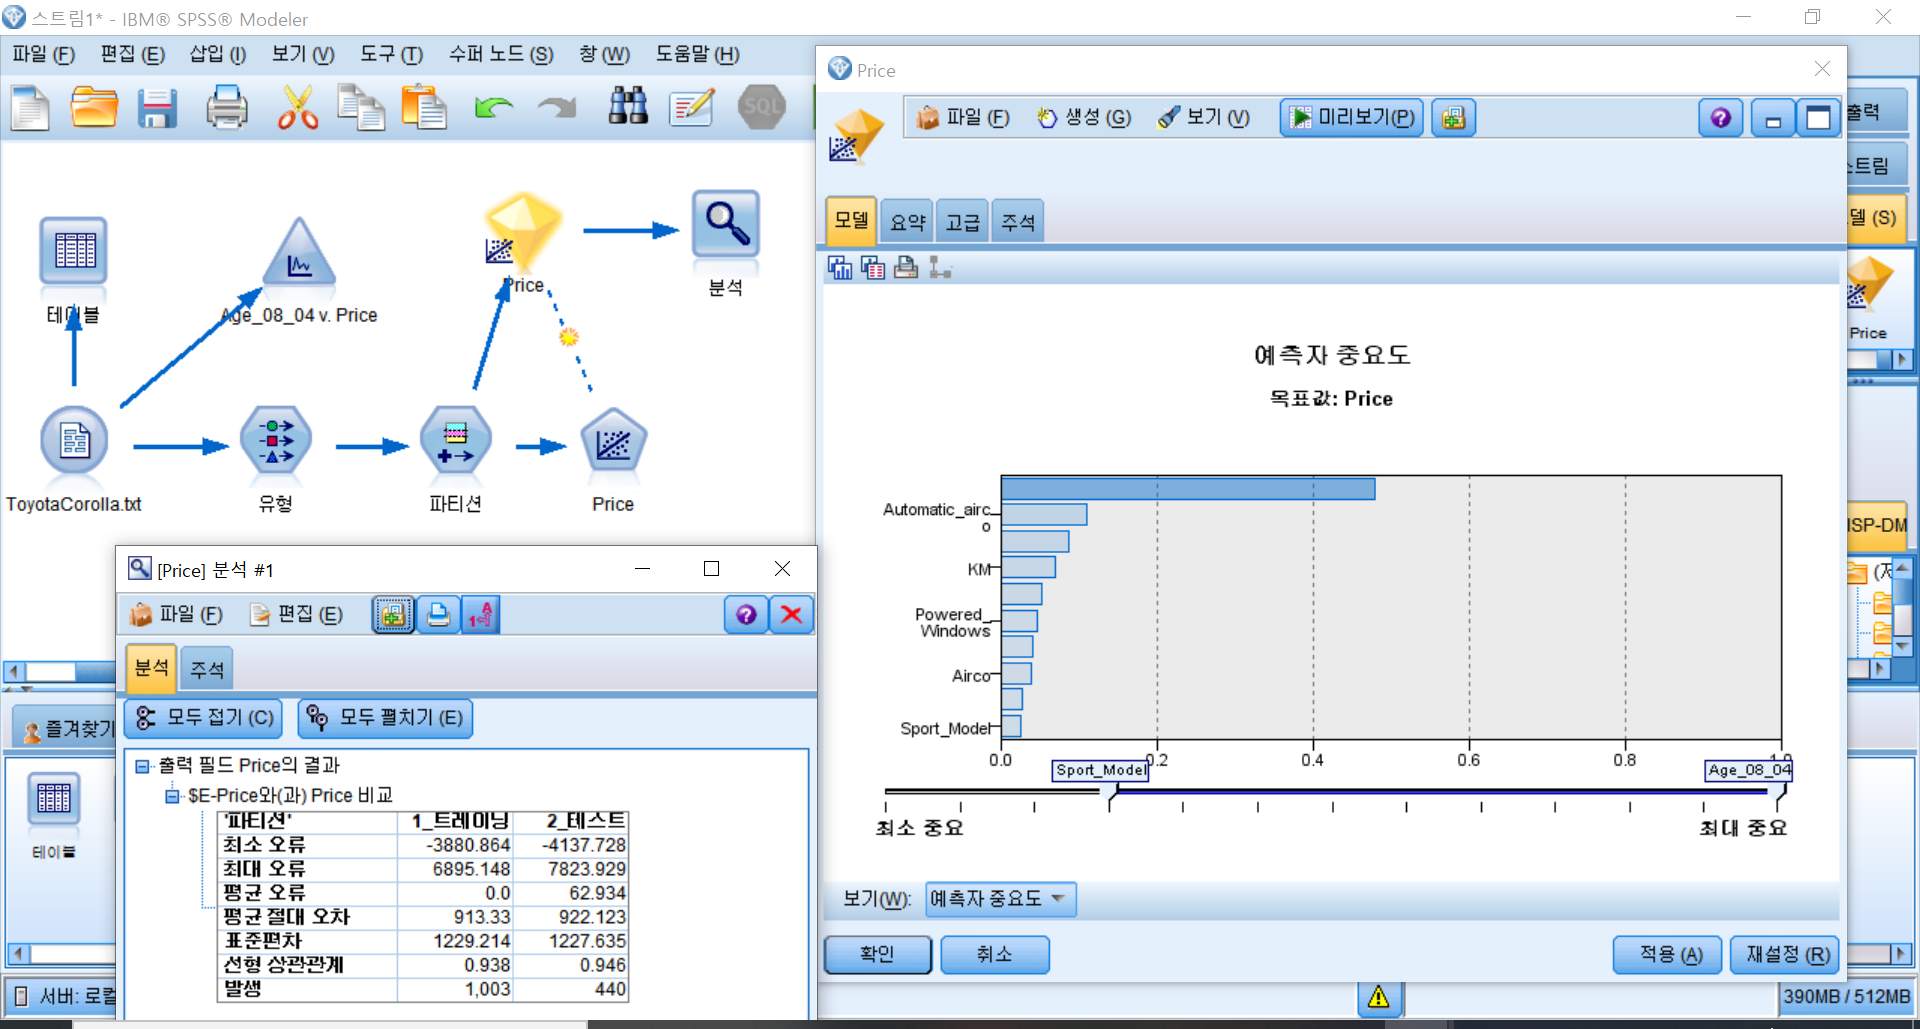 스트림1* - IBM® SPSS® Modeler
파일 (F) 편집 (E) 삽입 (I) 보기 (V) 도구 (T) 수퍼 노드 (S) 창 (W) 도움말 (H)
SQL
테이블
Age_08_04 v. Price
Price
분석
ToyotaCorolla.txt
유형
파티션
Price
Price
파일 (F) 생성 (G) 보기 (V) 미리보기(P)
모델 요약 고급 주석
예측자 중요도
목표값: Price
Automatic_airc
o
KM
Powered_
Windows
Airco
Sport_Model
0.0 0.2 0.4 0.6 0.8 1.0
Sport_Model Age_08_04
최소 중요 최대 중요
보기(W): 예측자 중요도
확인 취소 적용 (A) 재설정 (R)
출력
스트림
델 (S)
Price
ISP-DM
[Price] 분석 #1
파일 (F) 편집 (E)
분석 주석
모두 접기 (C) 모두 펼치기 (E)
출력 필드 Price의 결과
$E-Price와(과) Price 비교
'파티션' 1_트레이닝 2_테스트
최소 오류 -3880.864 -4137.728
최대 오류 6895.148 7823.929
평균 오류 0.0 62.934
평균 절대 오차 913.33 922.123
표준편차 1229.214 1227.635
선형 상관관계 0.938 0.946
발생 1,003 440
즐겨찾기
테이블
서버: 로컬
390MB / 512MB